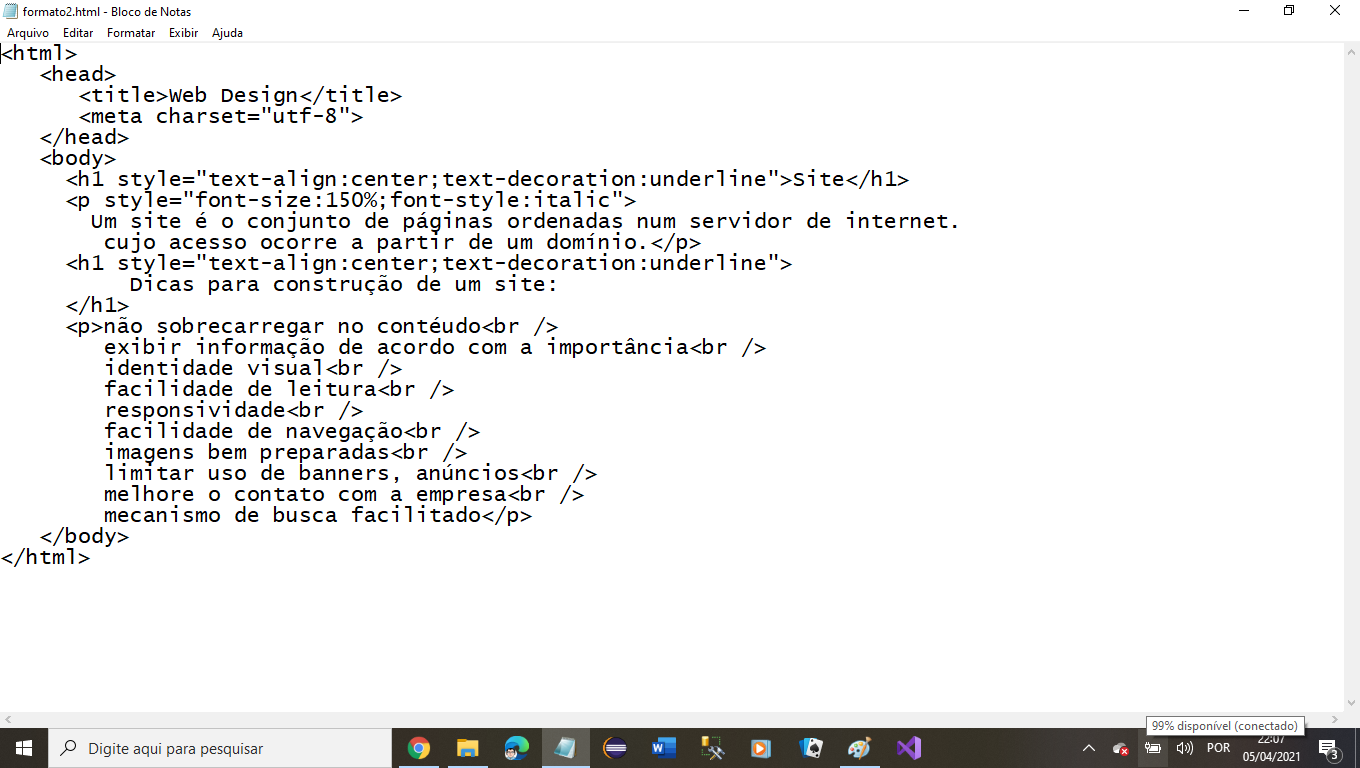 formato2.html - Bloco de Notas
Arquivo Editar Formatar Exibir Ajuda
<html>
   <head>
      <title>Web Design</title>
      <meta charset="utf-8">
   </head>
   <body>
     <h1 style="text-align:center;text-decoration:underline">Site</h1>
     <p style="font-size:150%;font-style:italic">
       Um site é o conjunto de páginas ordenadas num servidor de internet.
        cujo acesso ocorre a partir de um domínio.</p>
     <h1 style="text-align:center;text-decoration:underline">
          Dicas para construção de um site:
     </h1>
     <p>não sobrecarregar no contéudo<br />
        exibir informação de acordo com a importância<br />
        identidade visual<br />
        facilidade de leitura<br />
        responsividade<br />
        facilidade de navegação<br />
        imagens bem preparadas<br />
        limitar uso de banners, anúncios<br />
        melhore o contato com a empresa<br />
        mecanismo de busca facilitado</p>
   </body>
</html>
99% disponível (conectado)
Digite aqui para pesquisar
POR
22:07
05/04/2021
3